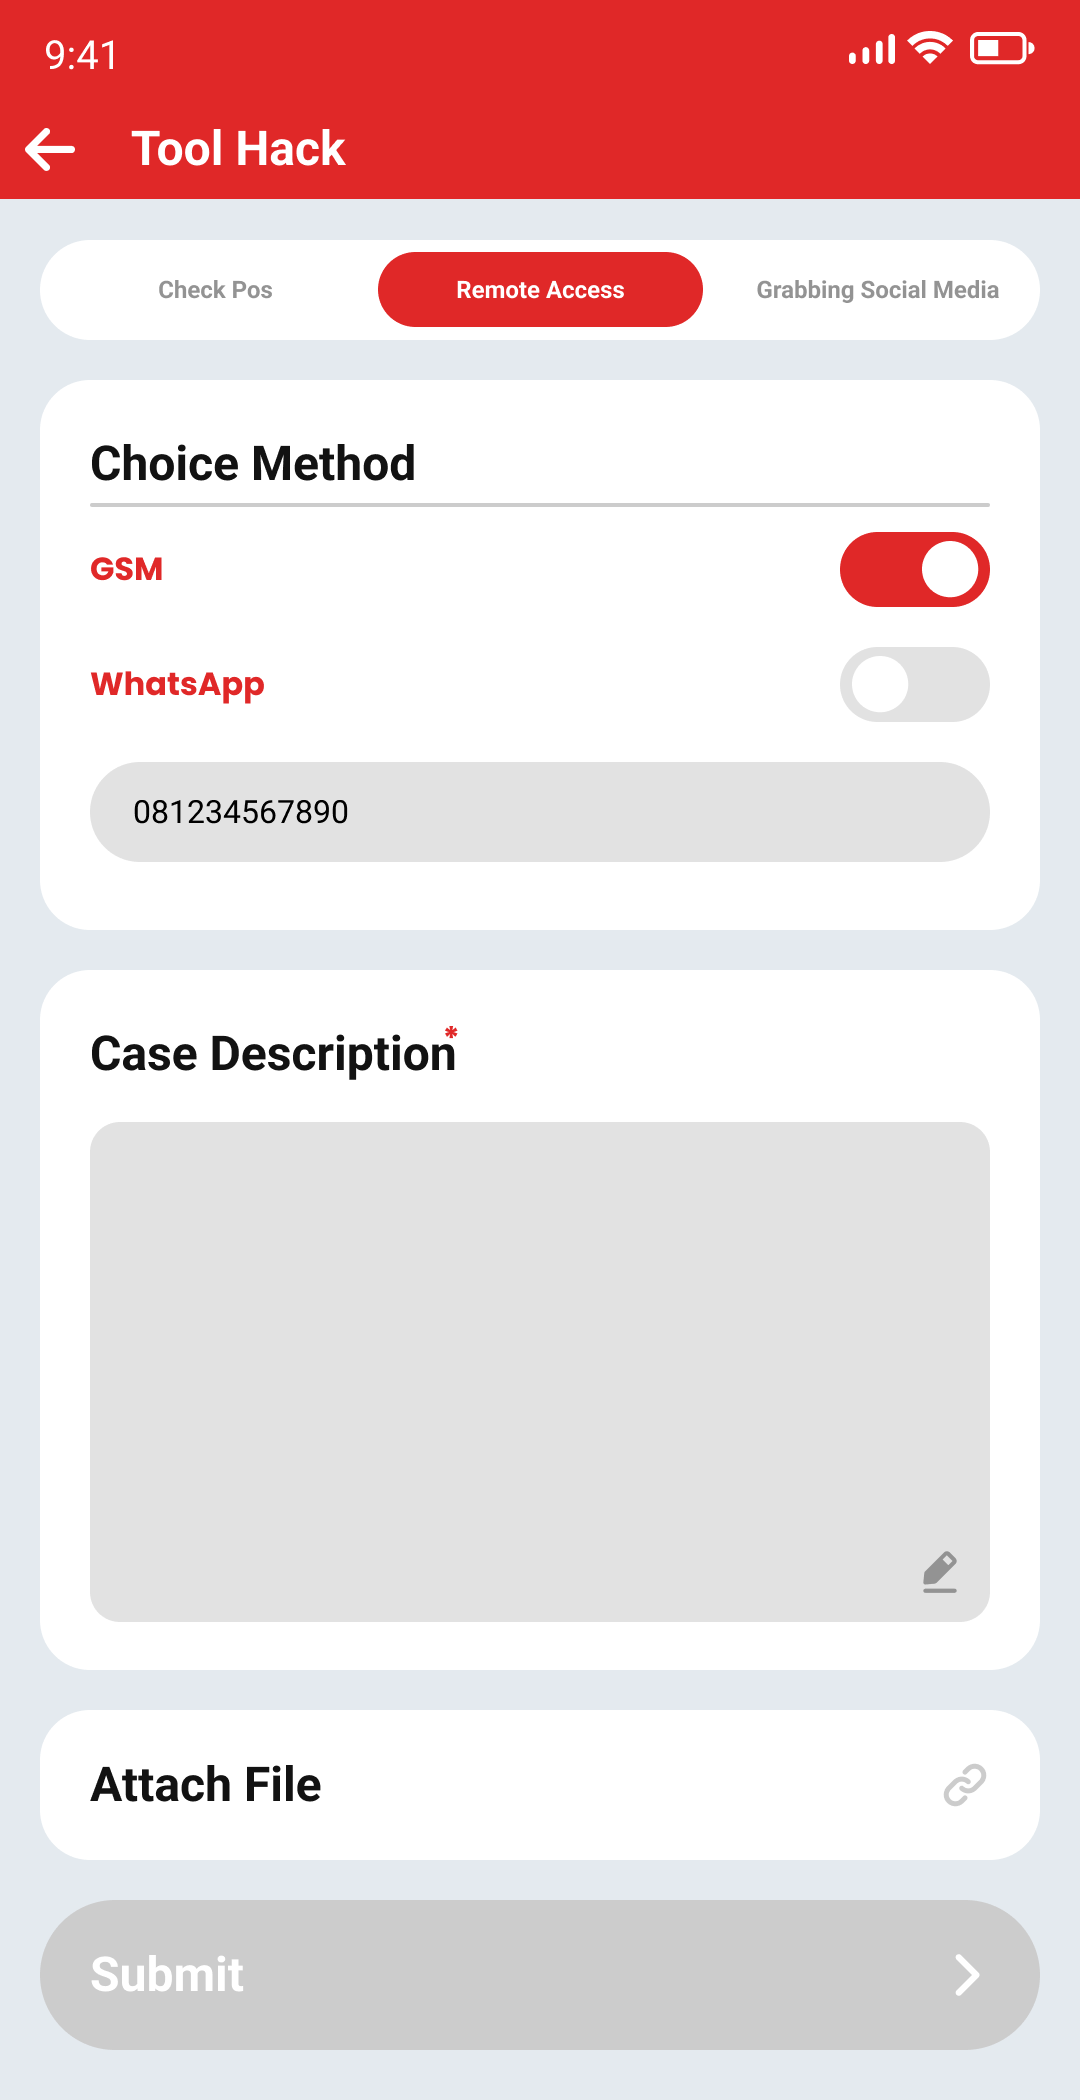 9:41
Tool Hack
Check Pos
Remote Access
Grabbing Social Media
Choice Method
GSM
WhatsApp
081234567890
Case Description*
Attach File
Submit